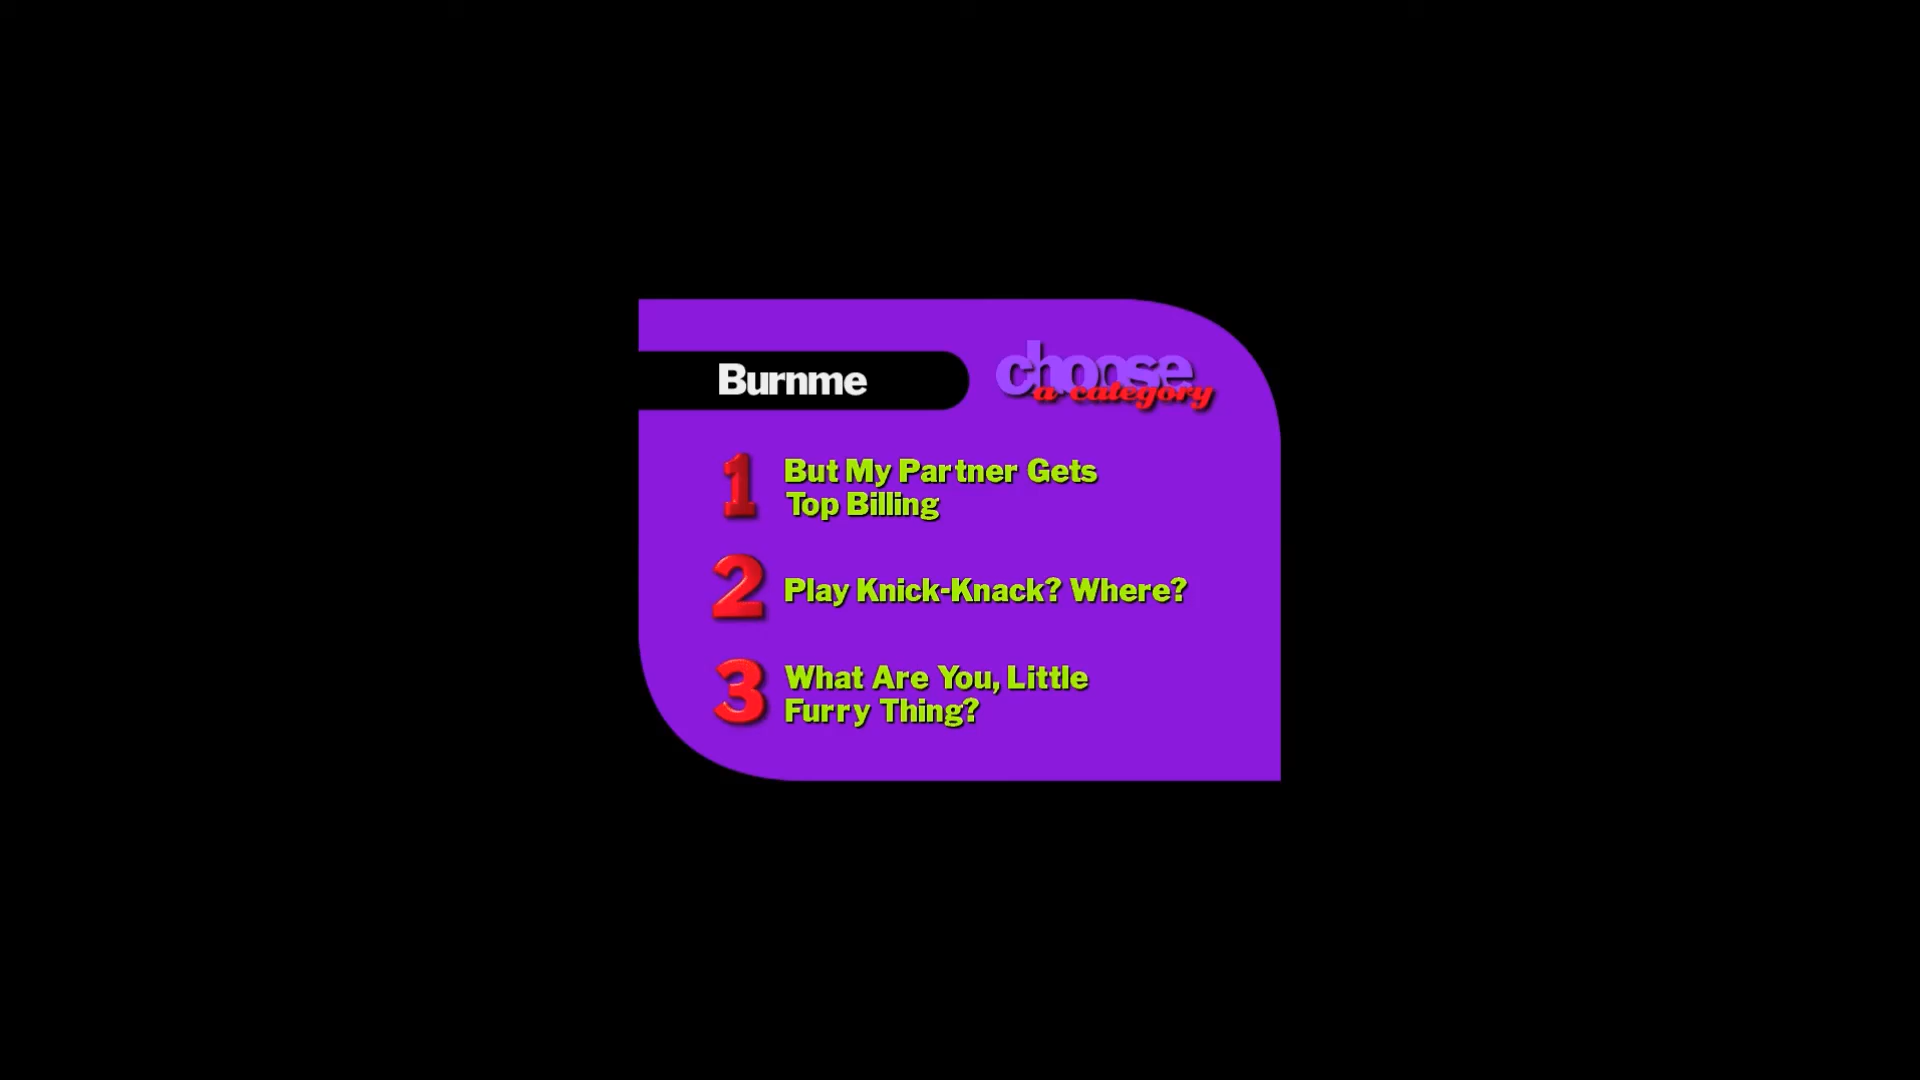 Burnme
choose
a category
1 But My Partner Gets
Top Billing
2 Play Knick-Knack? Where?
3 What Are You, Little
Furry Thing?